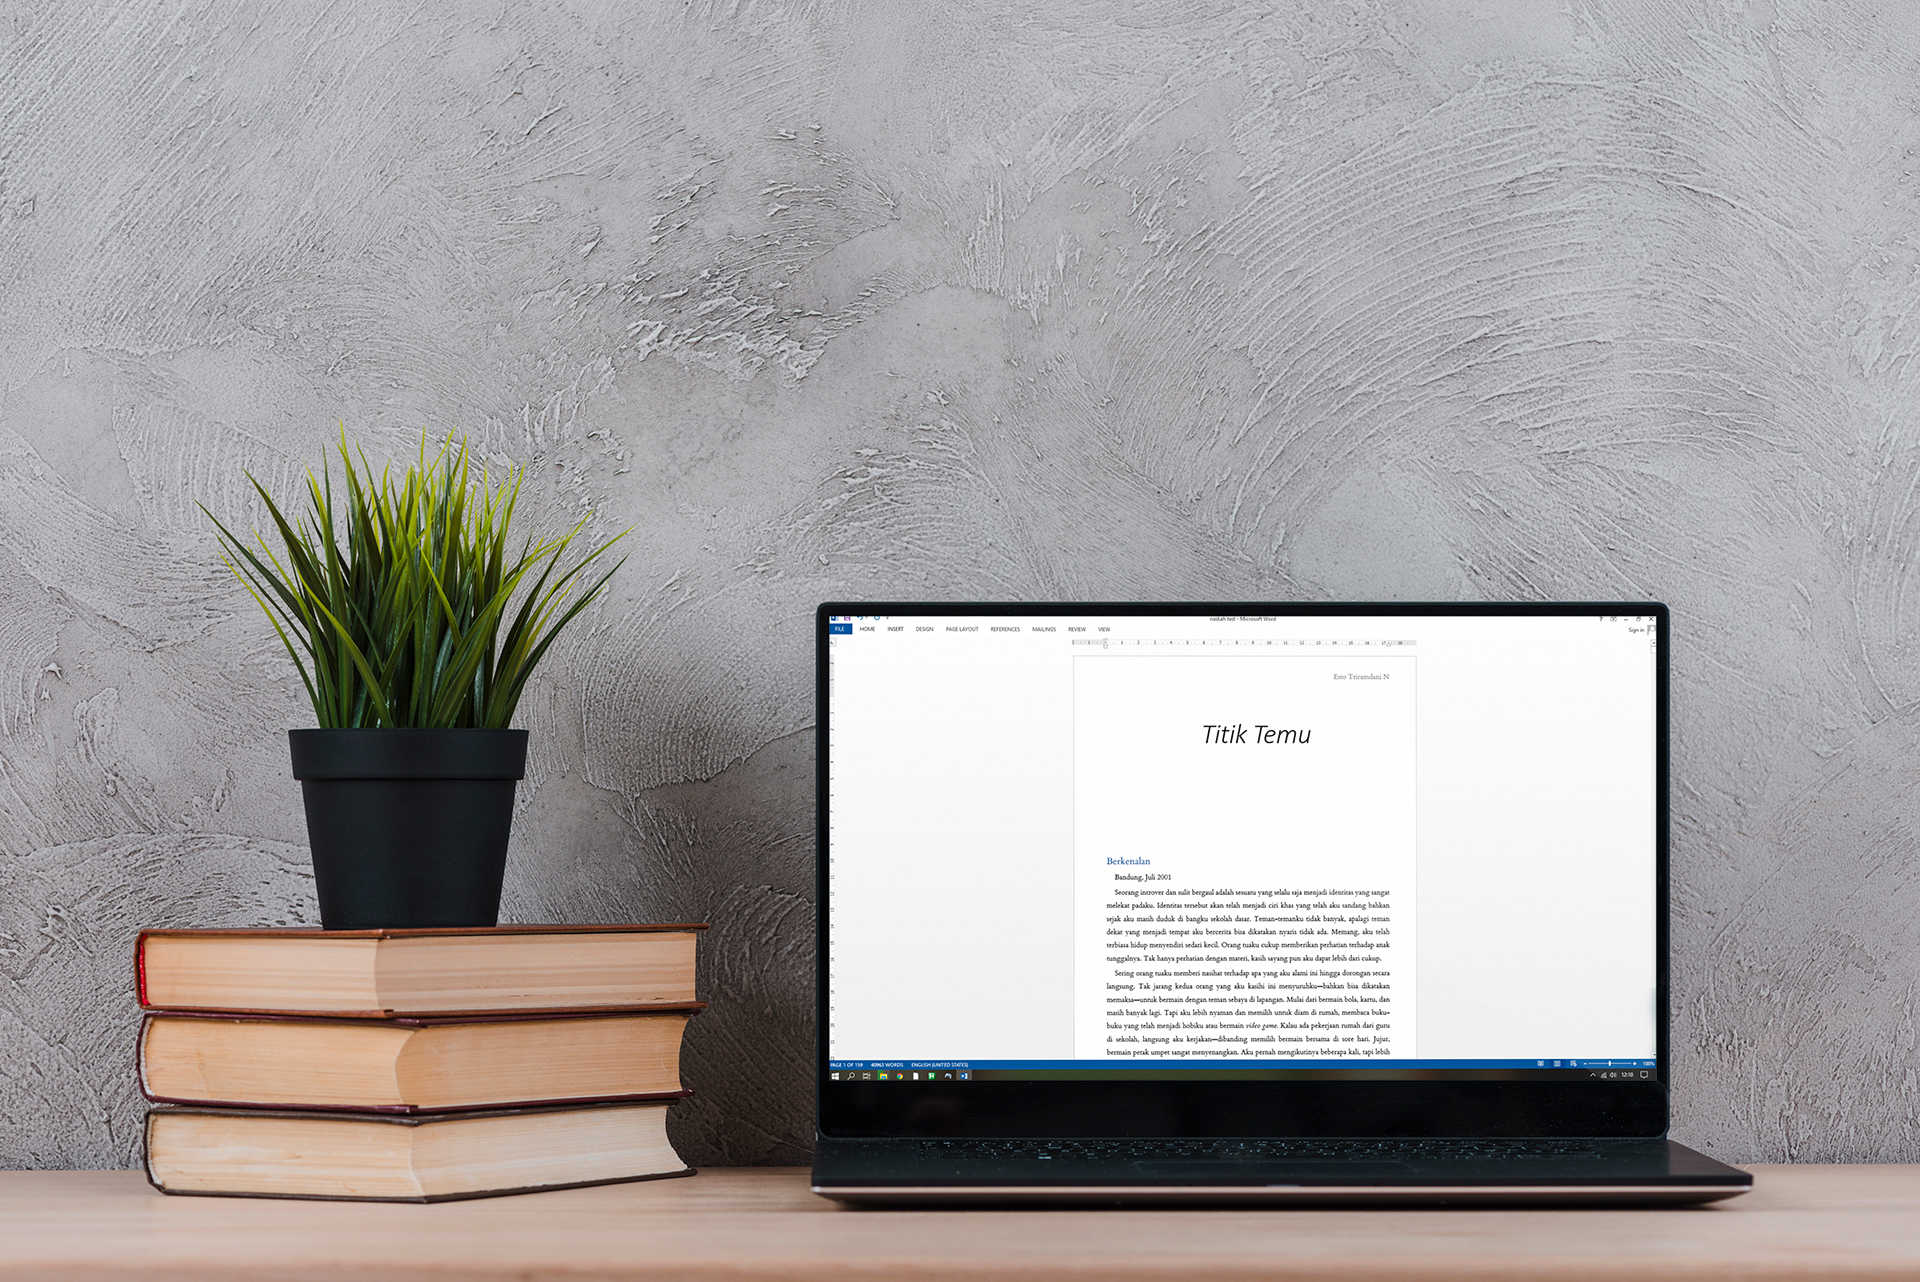 naskah test - Microsoft Word
FILE HOME INSERT DESIGN PAGE LAYOUT REFERENCES MAILINGS REVIEW VIEW
Sign in
Titik Temu
Berkenalan
Bandung, Juli 2001
Seorang introver dan sulit bergaul adalah sesuatu yang selalu saja menjadi identitas yang sangat
melekat padaku. Identitas tersebut akan telah menjadi ciri khas yang telah aku sandang bahkan
sejak aku masih duduk di bangku sekolah dasar. Teman-temanku tidak banyak, apalagi teman
dekat yang menjadi tempat aku bercerita bisa dikatakan nyaris tidak ada. Memang, aku telah
terbiasa hidup menyendiri sedari kecil. Orang tuaku cukup memberikan perhatian terhadap anak
tunggalnya. Tak hanya perhatian dengan materi, kasih sayang pun aku dapat lebih dari cukup.
Sering orang tuaku memberi nasihat terhadap apa yang aku alami ini hingga dorongan secara
langsung. Tak jarang kedua orang yang aku kasihi ini menyuruhku—bahkan bisa dikatakan
memaksa—untuk bermain dengan teman sebaya di lapangan. Mulai dari bermain bola, kartu, dan
masih banyak lagi. Tapi aku lebih nyaman dan memilih untuk diam di rumah, membaca buku-
buku yang telah menjadi hobiku atau bermain video game. Kalau ada pekerjaan rumah dari guru
di sekolah, langsung aku kerjakan—dibanding memilih bermain bersama di sore hari. Jujur,
bermain petak umpet sangat menyenangkan. Aku pernah mengikutinya beberapa kali, tapi lebih
PAGE 1 OF 159 40963 WORDS ENGLISH (UNITED STATES) 100%
12:18